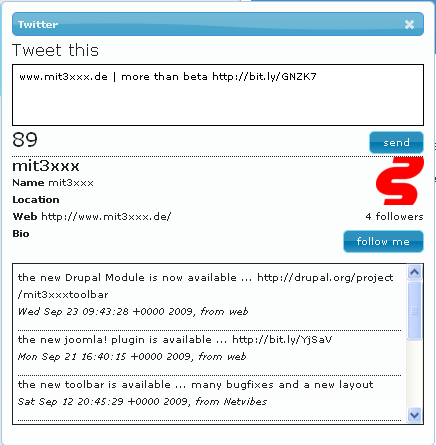 Twitter
Tweet this
www.mit3xxx.de | more than beta http://bit.ly/GNZK7
89
send
mit3xxx
Name mit3xxx
Location
Web http://www.mit3xxx.de/
4 followers
Bio
follow me
the new Drupal Module is now available ... http://drupal.org/project
/mit3xxxtoolbar
Wed Sep 23 09:43:28 +0000 2009, from web
the new joomla! plugin is available ... http://bit.ly/YjSaV
Mon Sep 21 16:40:15 +0000 2009, from web
the new toolbar is available ... many bugfixes and a new layout
Sat Sep 12 20:45:29 +0000 2009, from Netvibes